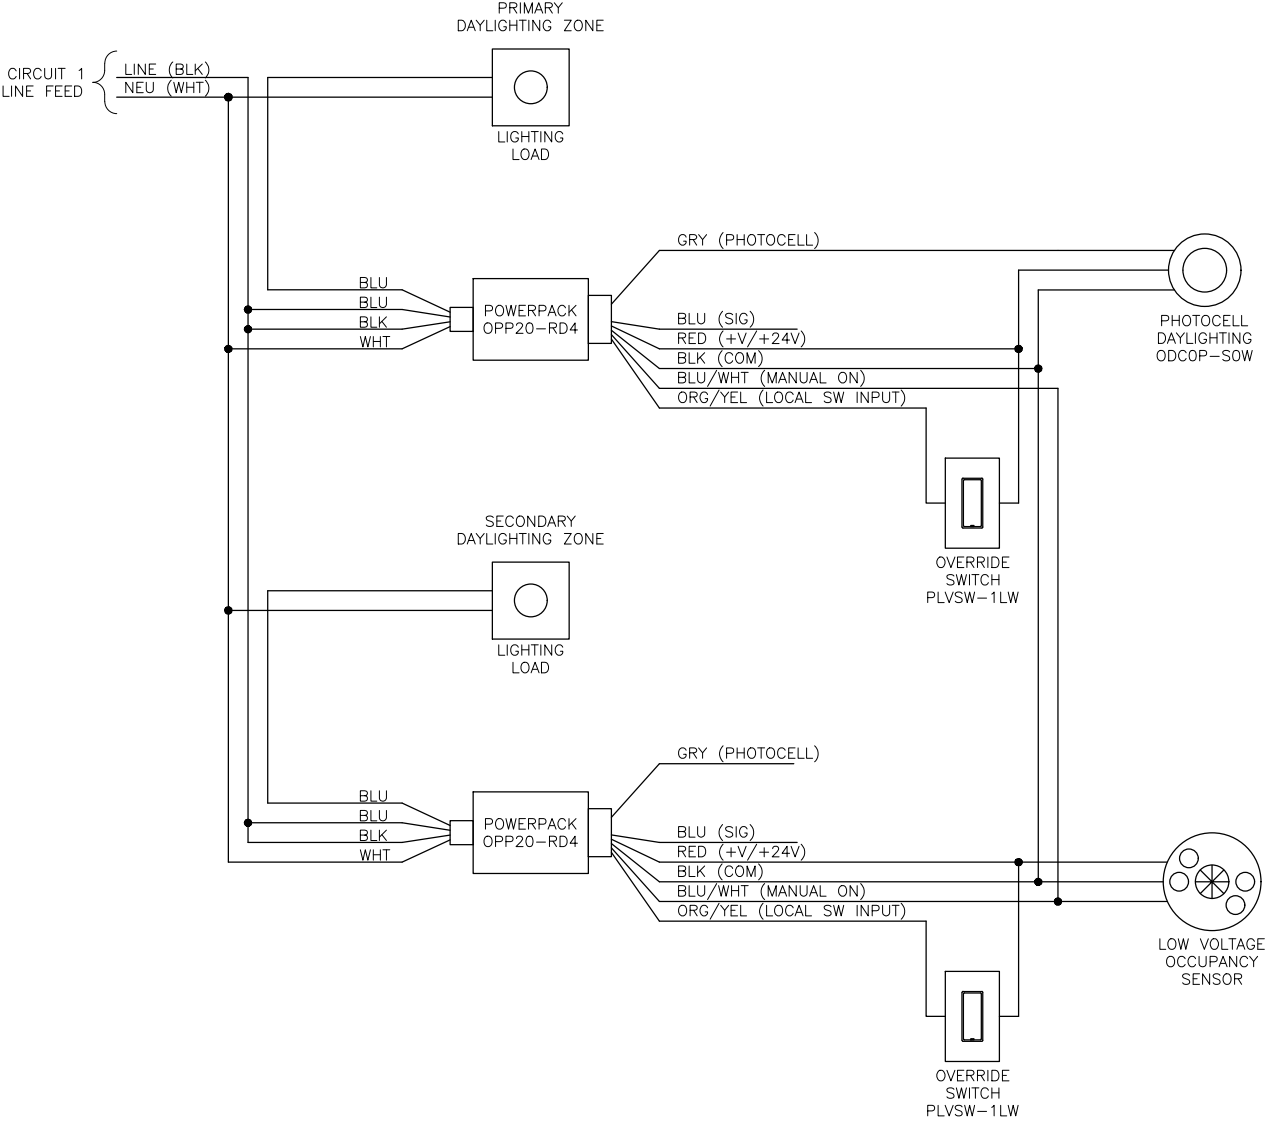 PRIMARY
DAYLIGHTING ZONE
CIRCUIT 1
LINE FEED
LINE (BLK)
NEU (WHT)
LIGHTING
LOAD
GRY (PHOTOCELL)
BLU
BLU
BLK
WHT
POWERPACK
OPP20-RD4
BLU (SIG)
RED (+V/+24V)
BLK (COM)
BLU/WHT (MANUAL ON)
ORG/YEL (LOCAL SW INPUT)
PHOTOCELL
DAYLIGHTING
ODCOP-SOW
OVERRIDE
SWITCH
PLVSW-1LW
SECONDARY
DAYLIGHTING ZONE
LIGHTING
LOAD
GRY (PHOTOCELL)
BLU
BLU
BLK
WHT
POWERPACK
OPP20-RD4
BLU (SIG)
RED (+V/+24V)
BLK (COM)
BLU/WHT (MANUAL ON)
ORG/YEL (LOCAL SW INPUT)
LOW VOLTAGE
OCCUPANCY
SENSOR
OVERRIDE
SWITCH
PLVSW-1LW